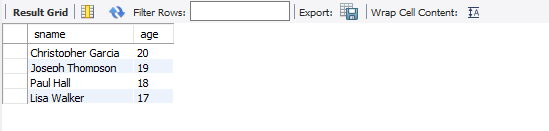 Result Grid Filter Rows: Export: Wrap Cell Content:
sname age
Christopher Garcia 20
Joseph Thompson 19
Paul Hall 18
Lisa Walker 17